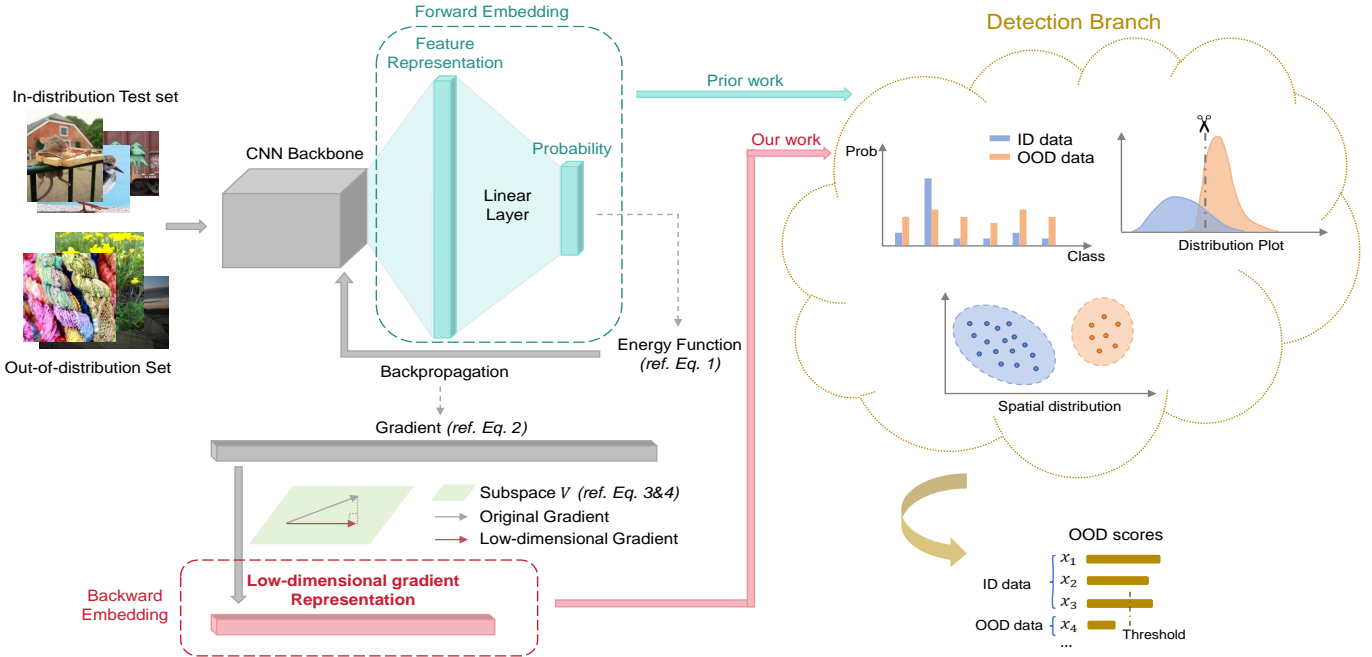 Forward Embedding
Detection Branch
Feature
Representation
Prior work
In-distribution Test set
Our work
CNN Backbone
Probability
Linear
Layer
Prob
ID data
OOD data
Class
Distribution Plot
Out-of-distribution Set
Energy Function
(ref. Eq. 1)
Backpropagation
Spatial distribution
Gradient (ref. Eq. 2)
Subspace V (ref. Eq. 3&4)
Original Gradient
Low-dimensional Gradient
Backward
Embedding
Low-dimensional gradient
Representation
OOD scores
ID data
x1
x2
x3
OOD data
x4
Threshold
...